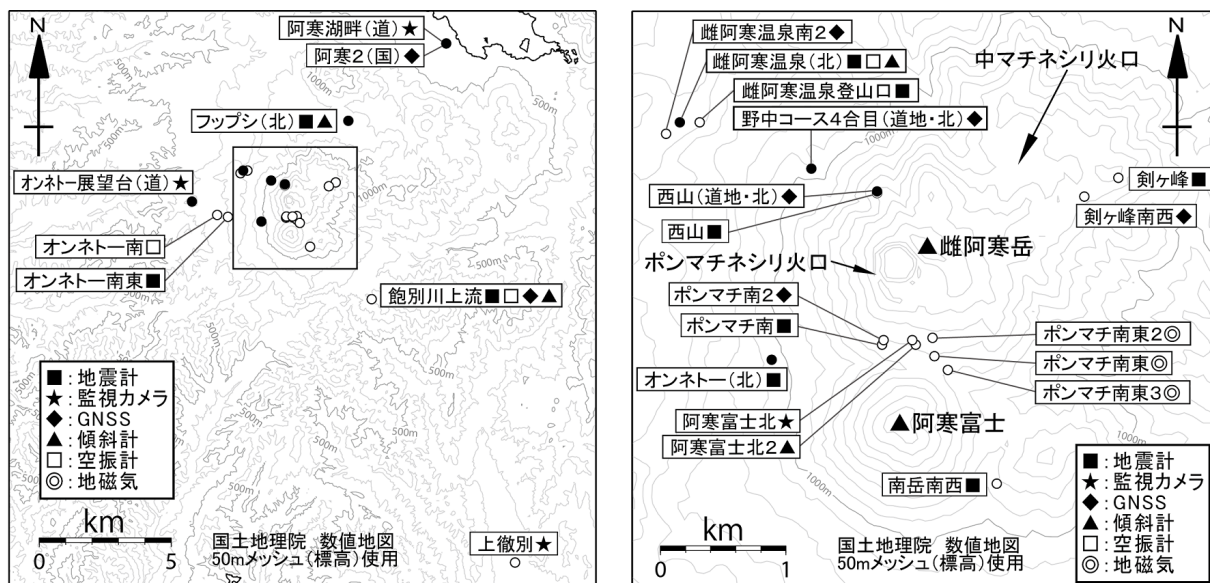 N
阿寒湖畔(道)★
阿寒2(国)◆
500m
フップシ(北)■▲
1000m
オンネトー展望台(道)★
オンネトー南□
オンネトー南東■
500m
飽別川上流■□◆▲
500m
500m
■:地震計
★:監視カメラ
◆:GNSS
▲:傾斜計
□:空振計
◎:地磁気
km
0 5
国土地理院 数値地図
50mメッシュ(標高)使用
上徹別★
雌阿寒温泉南2◆
雌阿寒温泉(北)■□▲
雌阿寒温泉登山口■
野中コース4合目(道地・北)◆
中マチネシリ火口
N
1000m
剣ヶ峰■
剣ヶ峰南西◆
西山(道地・北)◆
西山■
▲雌阿寒岳
ポンマチネシリ火口
ポンマチ南2◆
ポンマチ南■
ポンマチ南東2◎
ポンマチ南東◎
ポンマチ南東3◎
オンネトー(北)■
阿寒富士北★
阿寒富士北2▲
▲阿寒富士
1000m
1000m
南岳南西■
■:地震計
★:監視カメラ
◆:GNSS
▲:傾斜計
□:空振計
◎:地磁気
km
0 1
国土地理院 数値地図
50mメッシュ(標高)使用